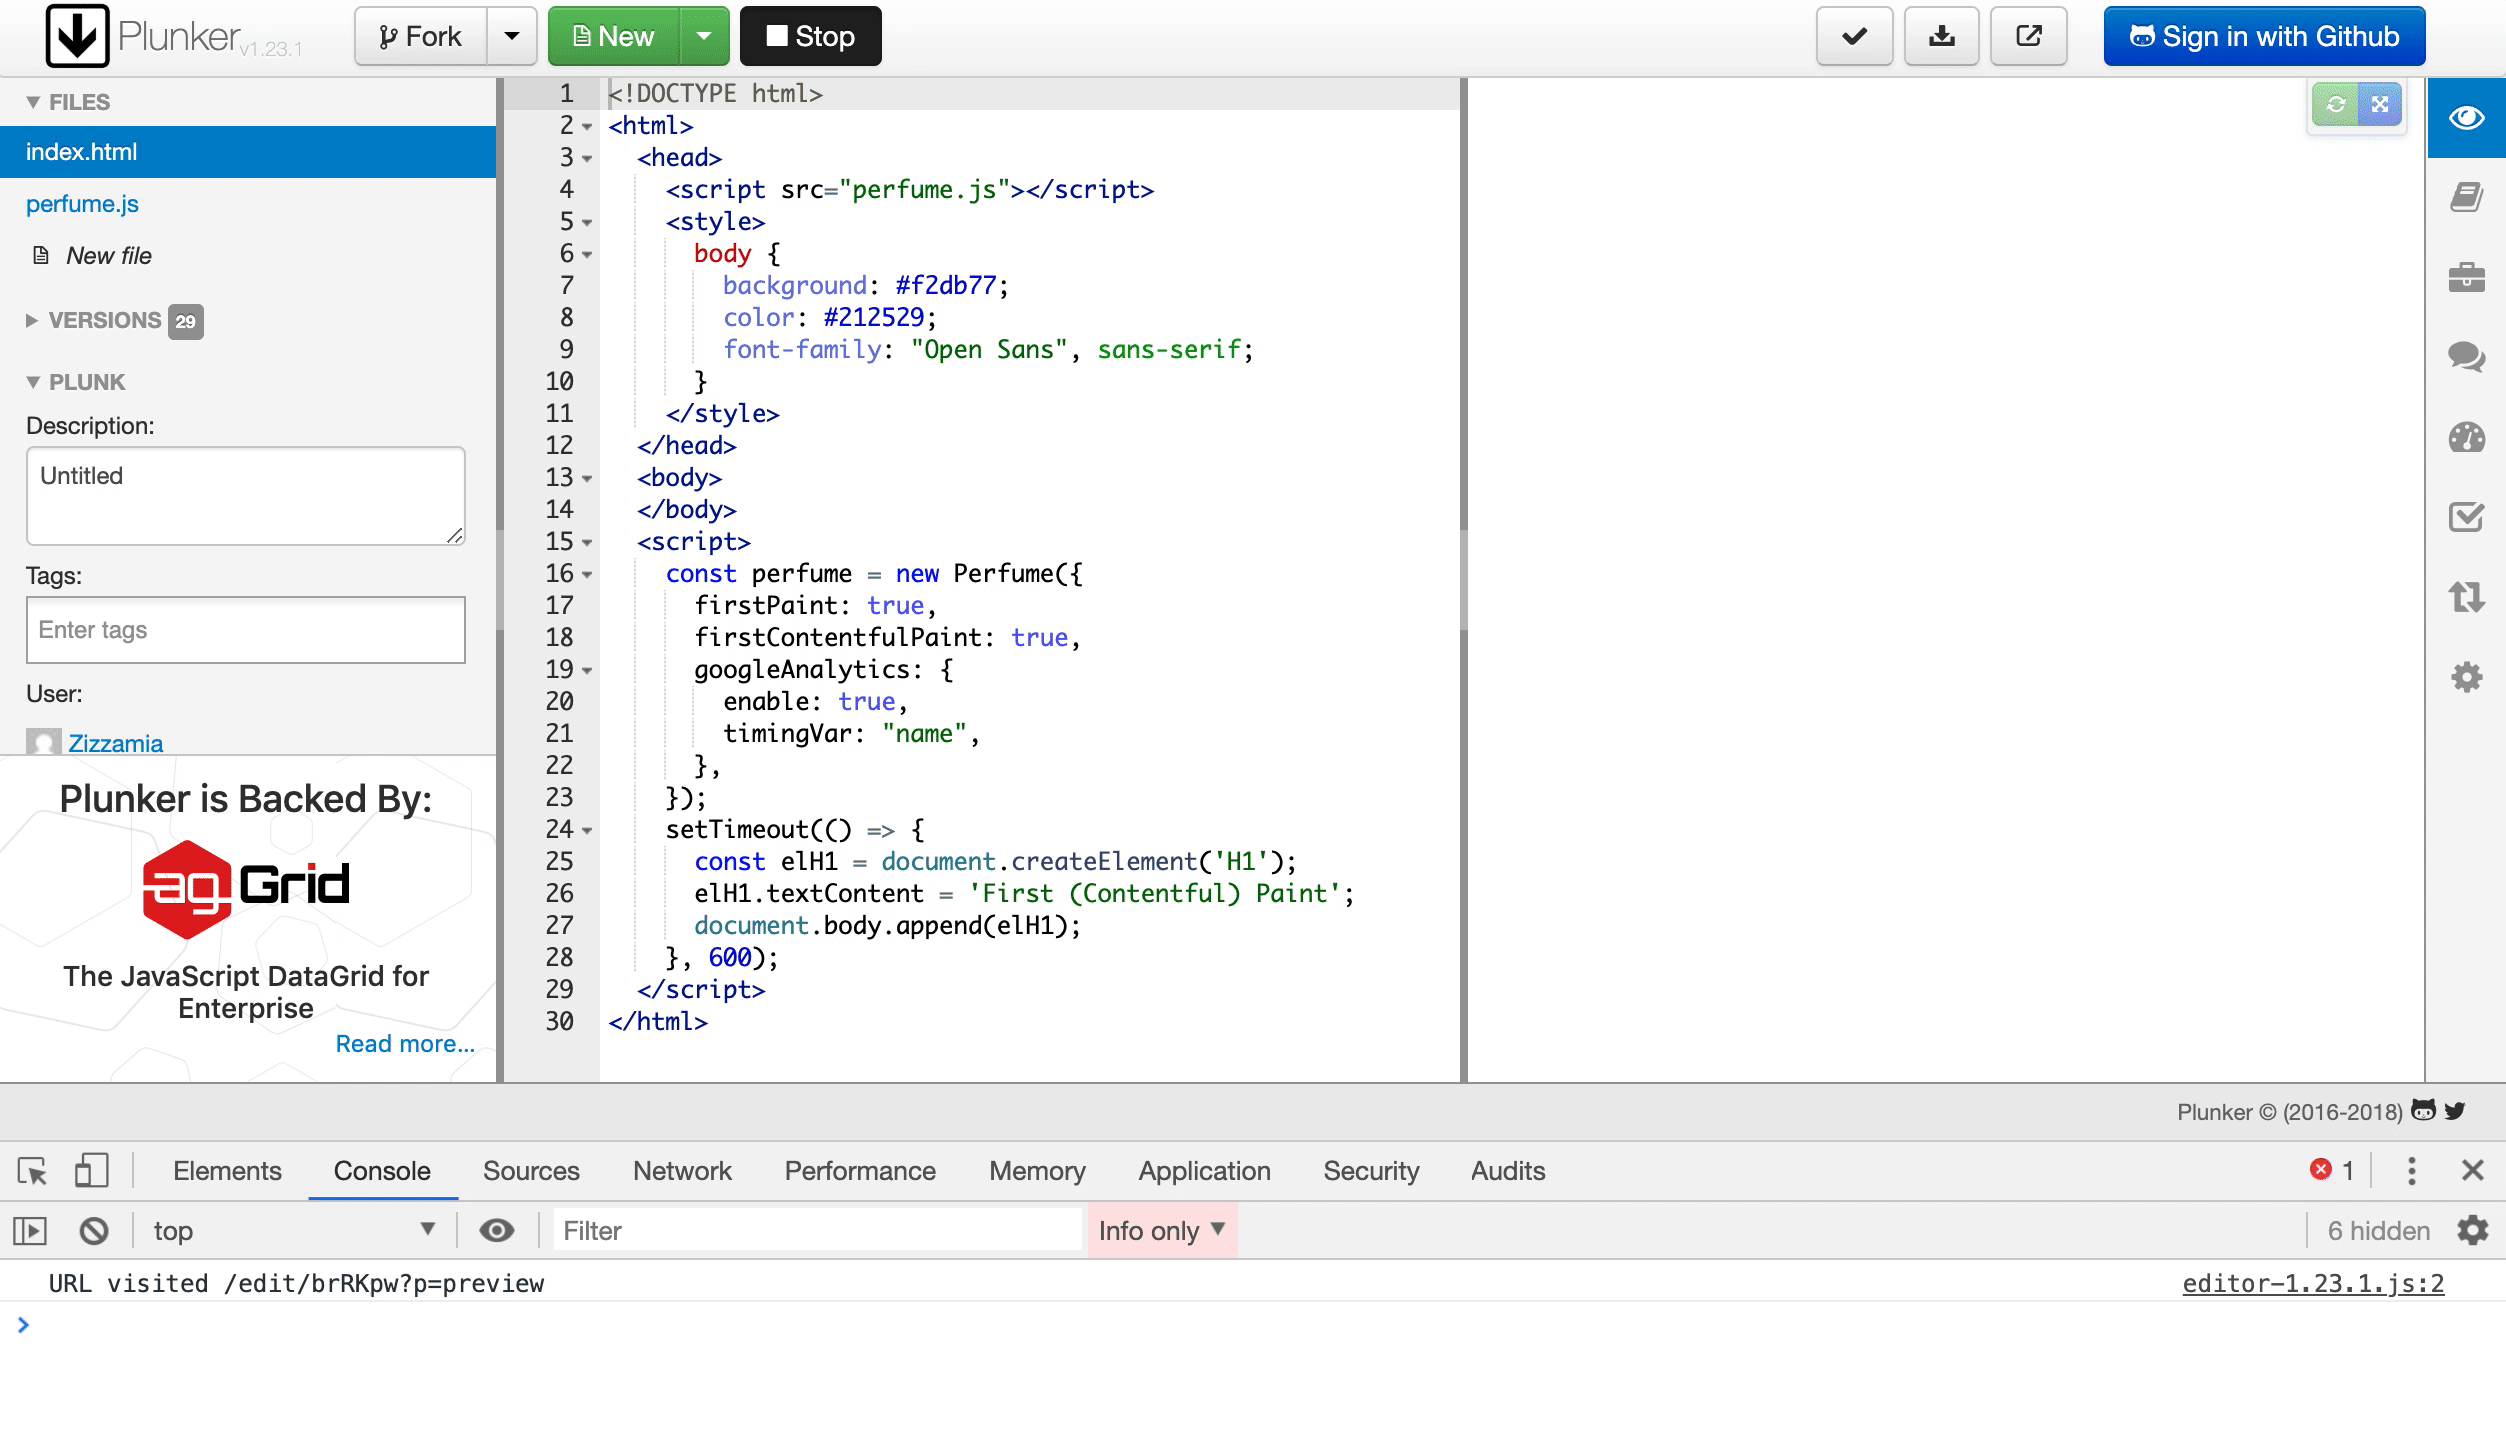 Plunker v1.23.1
Fork
New
Stop
Sign in with Github
FILES
index.html
perfume.js
New file
VERSIONS 29
PLUNK
Description:
Untitled
Tags:
Enter tags
User:
Zizzamia
Plunker is Backed By:
ag-Grid
The JavaScript DataGrid for
Enterprise
Read more...
1 <!DOCTYPE html>
2 <html>
3   <head>
4     <script src="perfume.js"></script>
5     <style>
6       body {
7         background: #f2db77;
8         color: #212529;
9         font-family: "Open Sans", sans-serif;
10       }
11     </style>
12   </head>
13   <body>
14   </body>
15   <script>
16     const perfume = new Perfume({
17       firstPaint: true,
18       firstContentfulPaint: true,
19       googleAnalytics: {
20         enable: true,
21         timingVar: "name",
22       },
23     });
24     setTimeout(() => {
25       const elH1 = document.createElement('H1');
26       elH1.textContent = 'First (Contentful) Paint';
27       document.body.append(elH1);
28     }, 600);
29   </script>
30 </html>
Plunker © (2016-2018)
Elements Console Sources Network Performance Memory Application Security Audits 1
top Filter Info only 6 hidden
URL visited /edit/brRKpw?p=preview editor-1.23.1.js:2